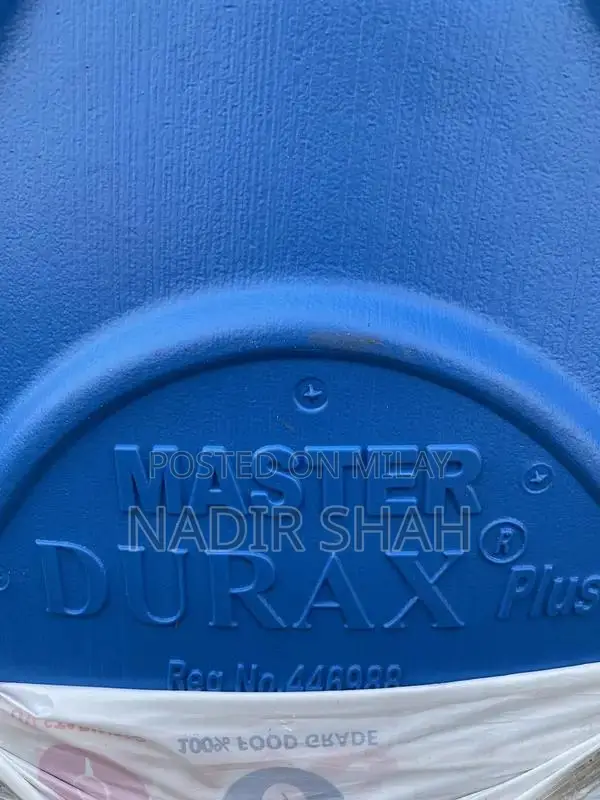 POSTED ON MILAY
MASTER
NADIR SHAH
DURAX®
Plus
Reg No.446988
100% FOOD GRADE